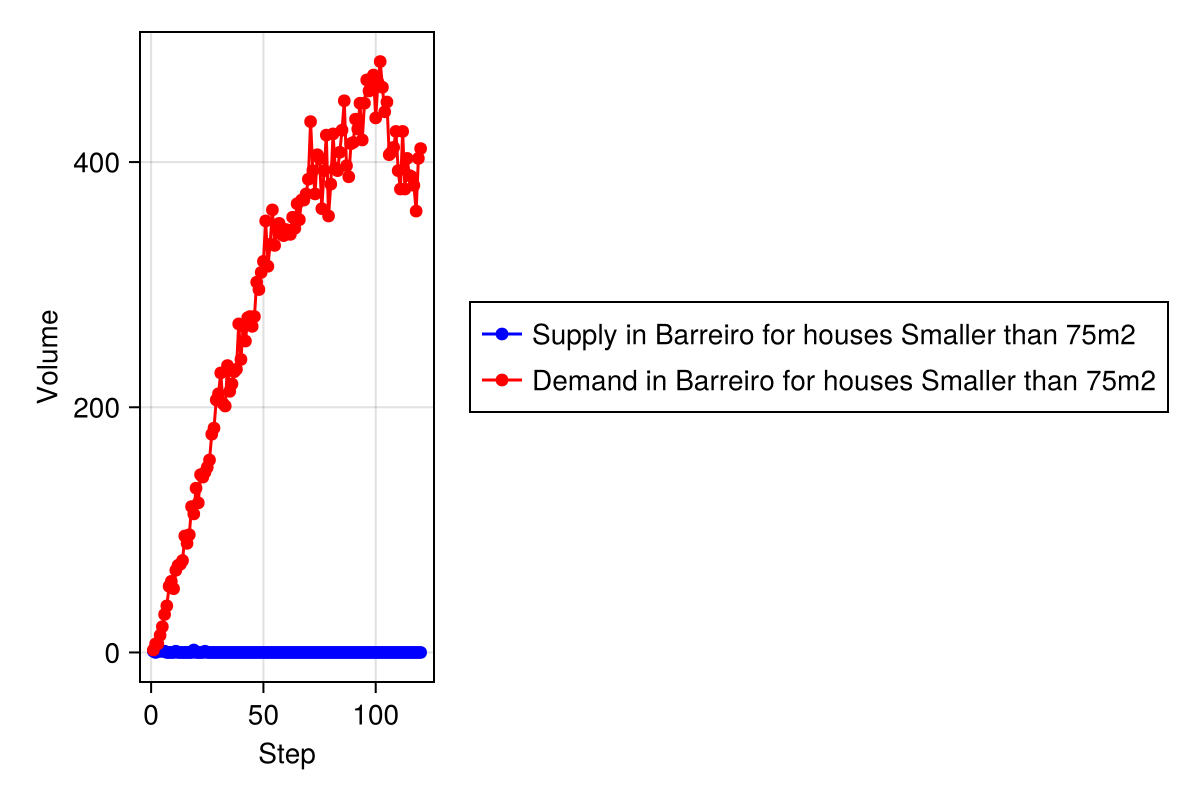 Volume
400
200
0
0 50 100
Step
Supply in Barreiro for houses Smaller than 75m2
Demand in Barreiro for houses Smaller than 75m2